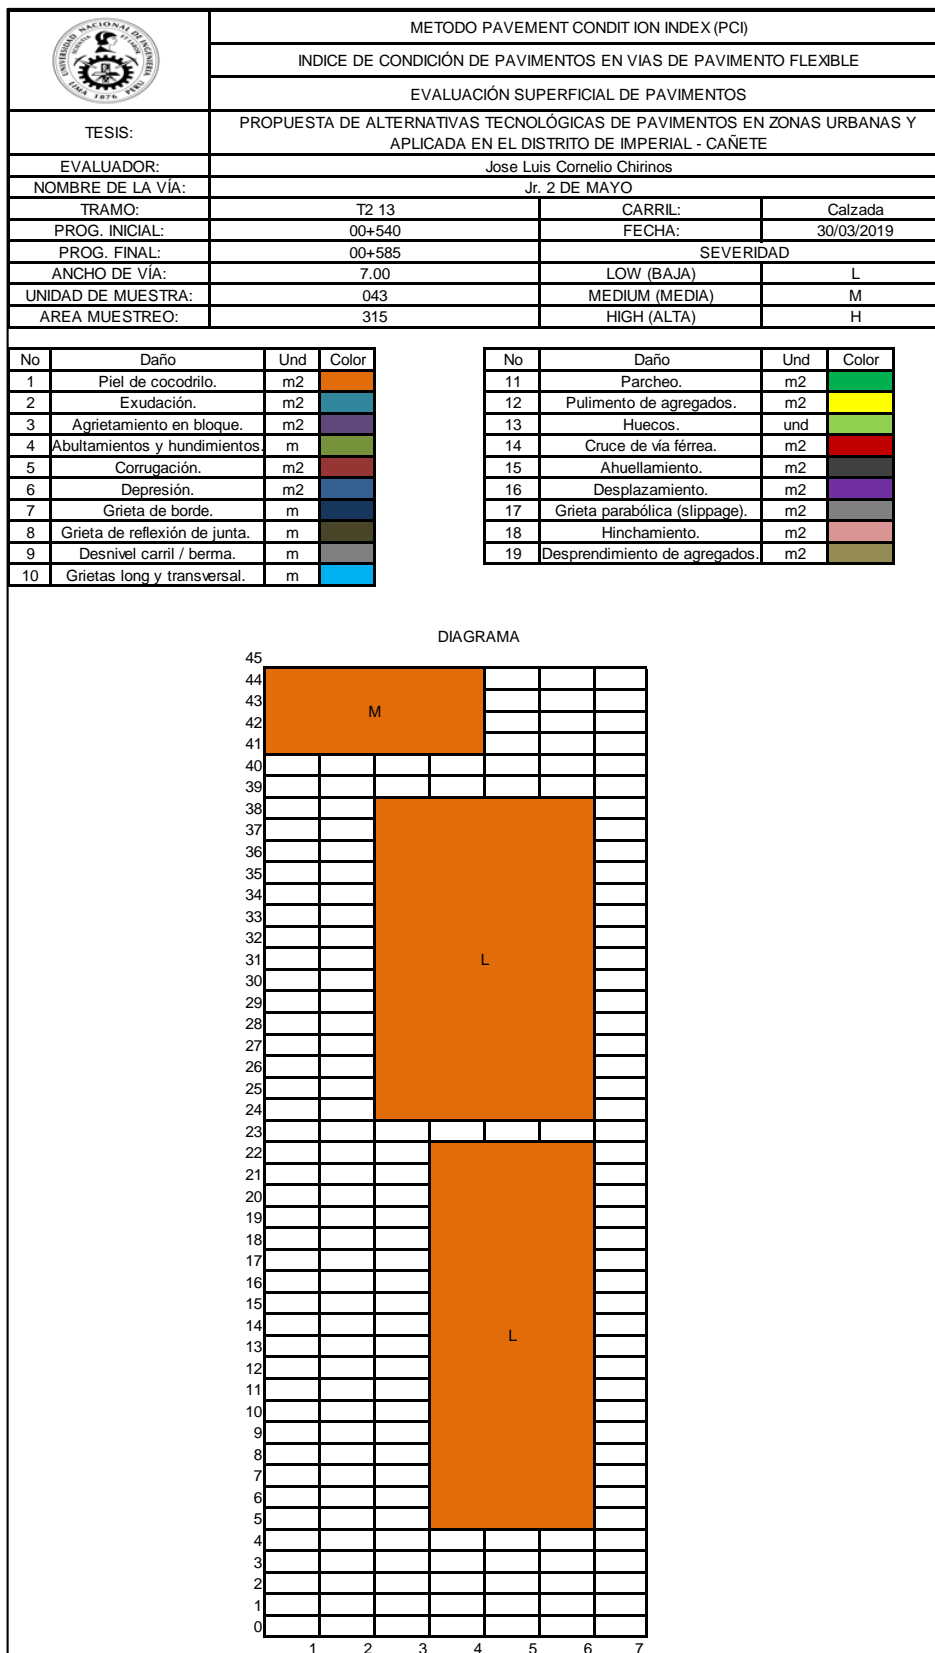 UNIVERSIDAD NACIONAL DE INGENIERIA
SCIENTIA ET LABOR
LIMA 1876 PERU
METODO PAVEMENT CONDIT ION INDEX (PCI)
INDICE DE CONDICIÓN DE PAVIMENTOS EN VIAS DE PAVIMENTO FLEXIBLE
EVALUACIÓN SUPERFICIAL DE PAVIMENTOS
TESIS: PROPUESTA DE ALTERNATIVAS TECNOLÓGICAS DE PAVIMENTOS EN ZONAS URBANAS Y
APLICADA EN EL DISTRITO DE IMPERIAL - CAÑETE
EVALUADOR: Jose Luis Cornelio Chirinos
NOMBRE DE LA VÍA: Jr. 2 DE MAYO
TRAMO: T2 13 CARRIL: Calzada
PROG. INICIAL: 00+540 FECHA: 30/03/2019
PROG. FINAL: 00+585 SEVERIDAD
ANCHO DE VÍA: 7.00 LOW (BAJA) L
UNIDAD DE MUESTRA: 043 MEDIUM (MEDIA) M
AREA MUESTREO: 315 HIGH (ALTA) H
No Daño Und Color
1 Piel de cocodrilo. m2
2 Exudación. m2
3 Agrietamiento en bloque. m2
4 Abultamientos y hundimientos. m
5 Corrugación. m2
6 Depresión. m2
7 Grieta de borde. m
8 Grieta de reflexión de junta. m
9 Desnivel carril / berma. m
10 Grietas long y transversal. m
No Daño Und Color
11 Parcheo. m2
12 Pulimento de agregados. m2
13 Huecos. und
14 Cruce de vía férrea. m2
15 Ahuellamiento. m2
16 Desplazamiento. m2
17 Grieta parabólica (slippage). m2
18 Hinchamiento. m2
19 Desprendimiento de agregados. m2
DIAGRAMA
45
44
43
M
42
41
40
39
38
37
36
35
34
33
32
31 L
30
29
28
27
26
25
24
23
22
21
20
19
18
17
16
15
14
L
13
12
11
10
9
8
7
6
5
4
3
2
1
0
1 2 3 4 5 6 7